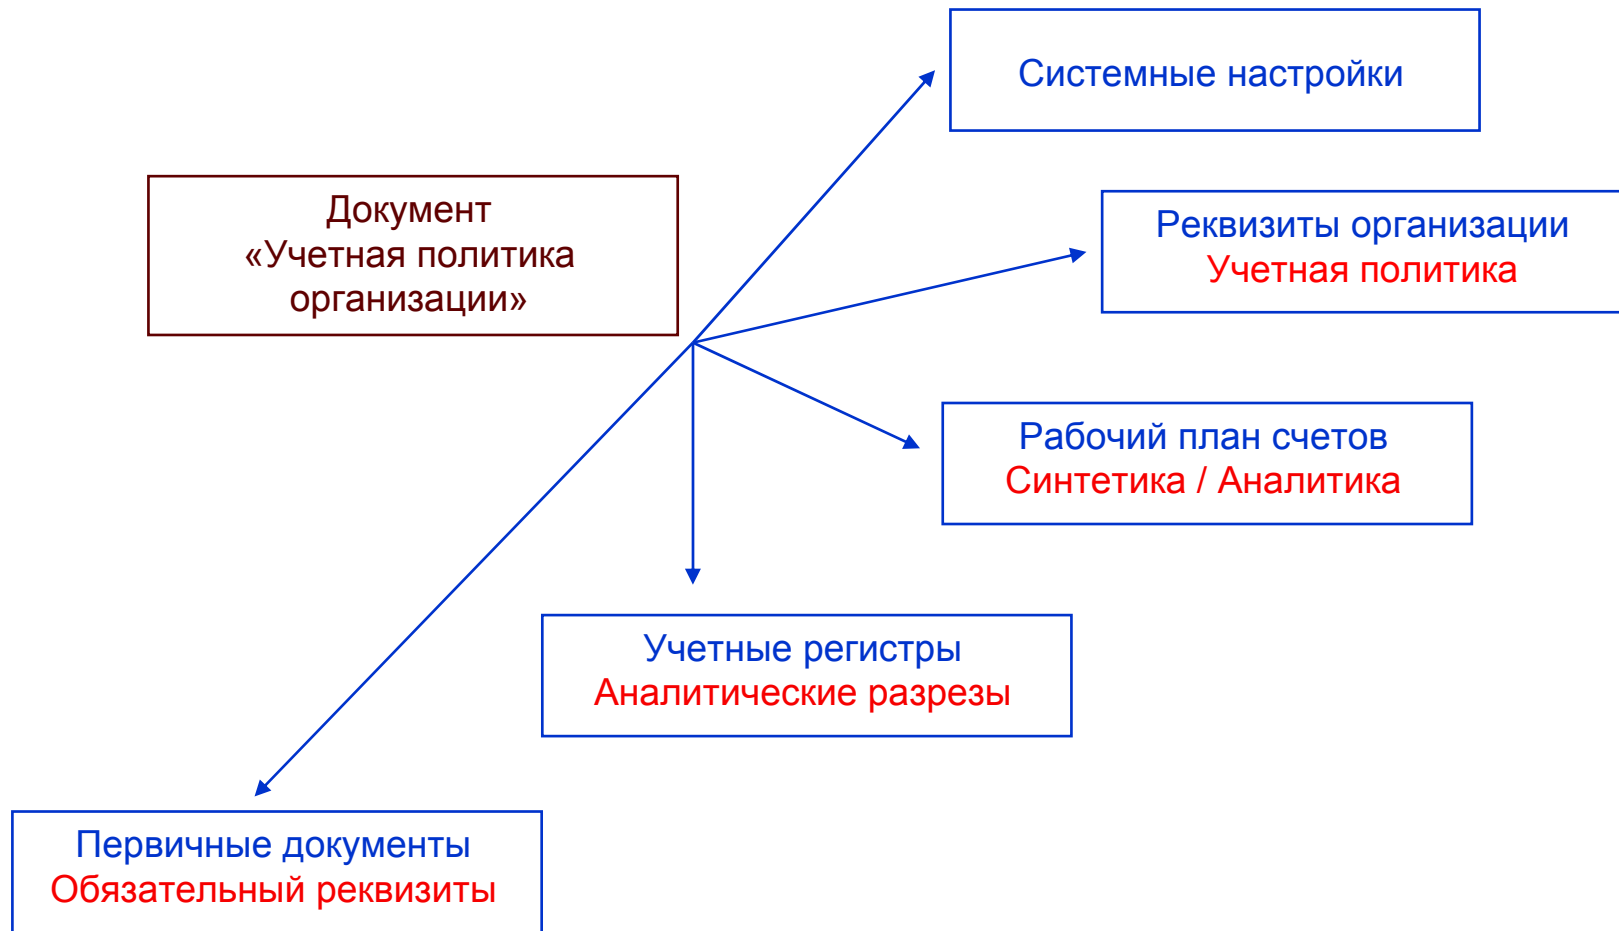 Системные настройки
Документ
«Учетная политика
организации»
Реквизиты организации
Учетная политика
Рабочий план счетов
Синтетика / Аналитика
Учетные регистры
Аналитические разрезы
Первичные документы
Обязательный реквизиты